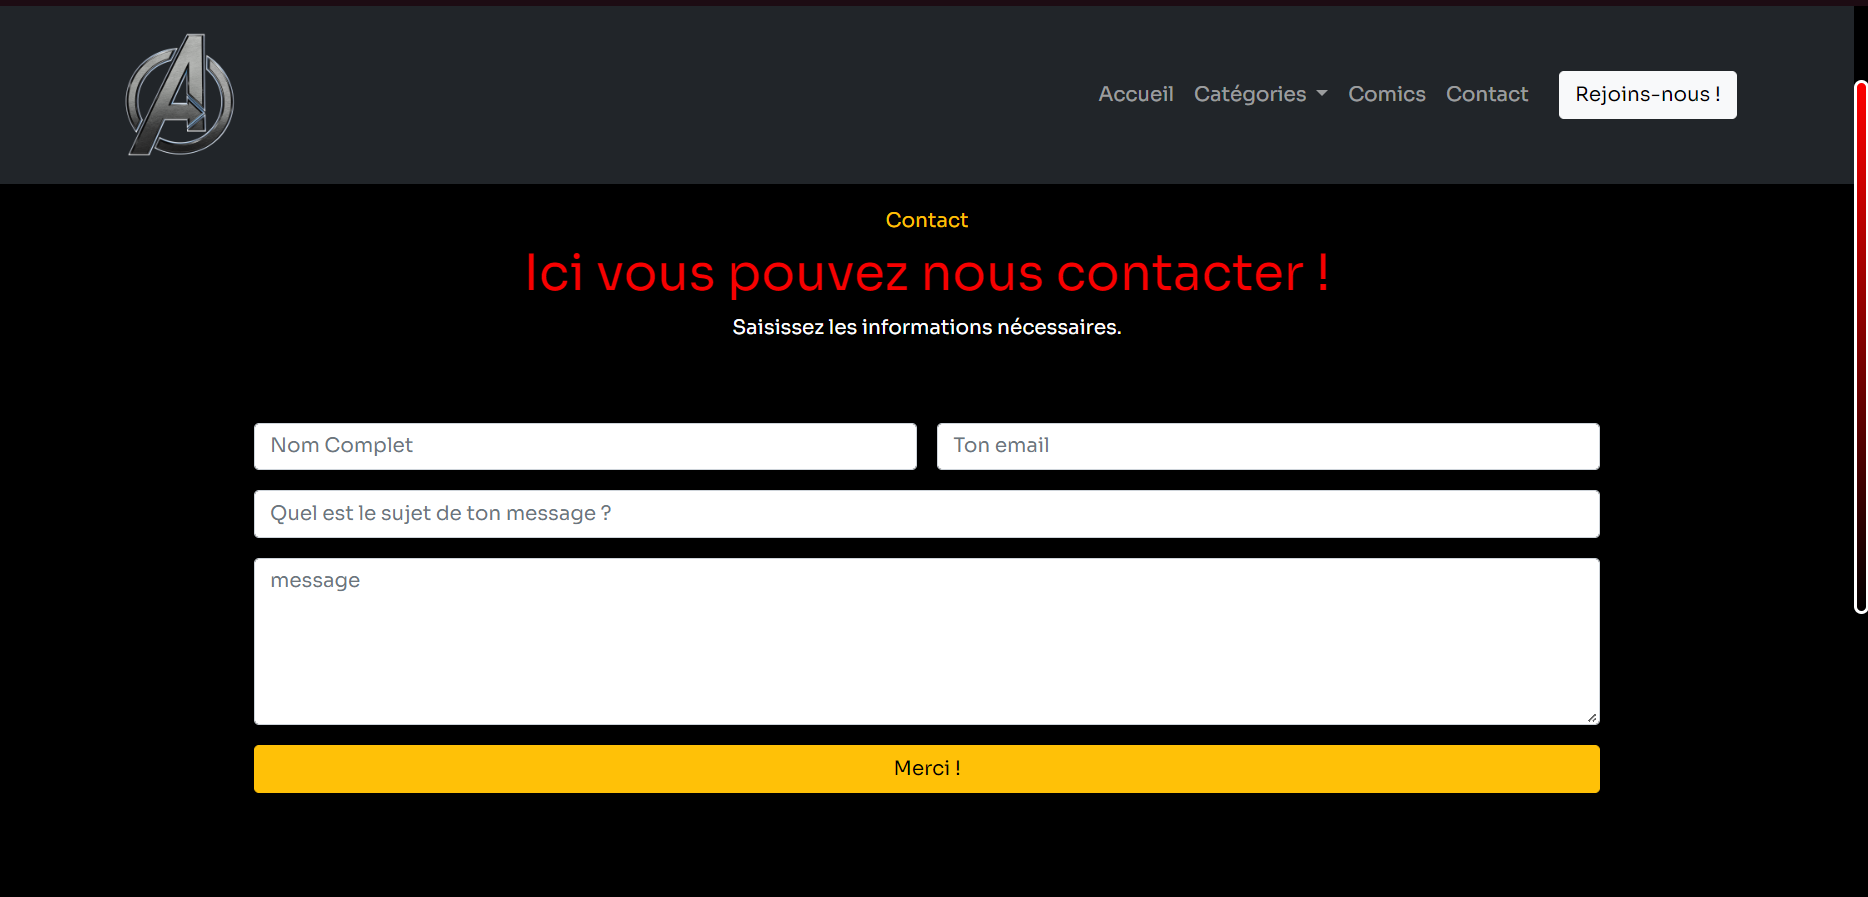 Accueil Catégories Comics Contact Rejoins-nous !
Contact
Ici vous pouvez nous contacter !
Saisissez les informations nécessaires.
Nom Complet Ton email
Quel est le sujet de ton message ?
message
Merci !